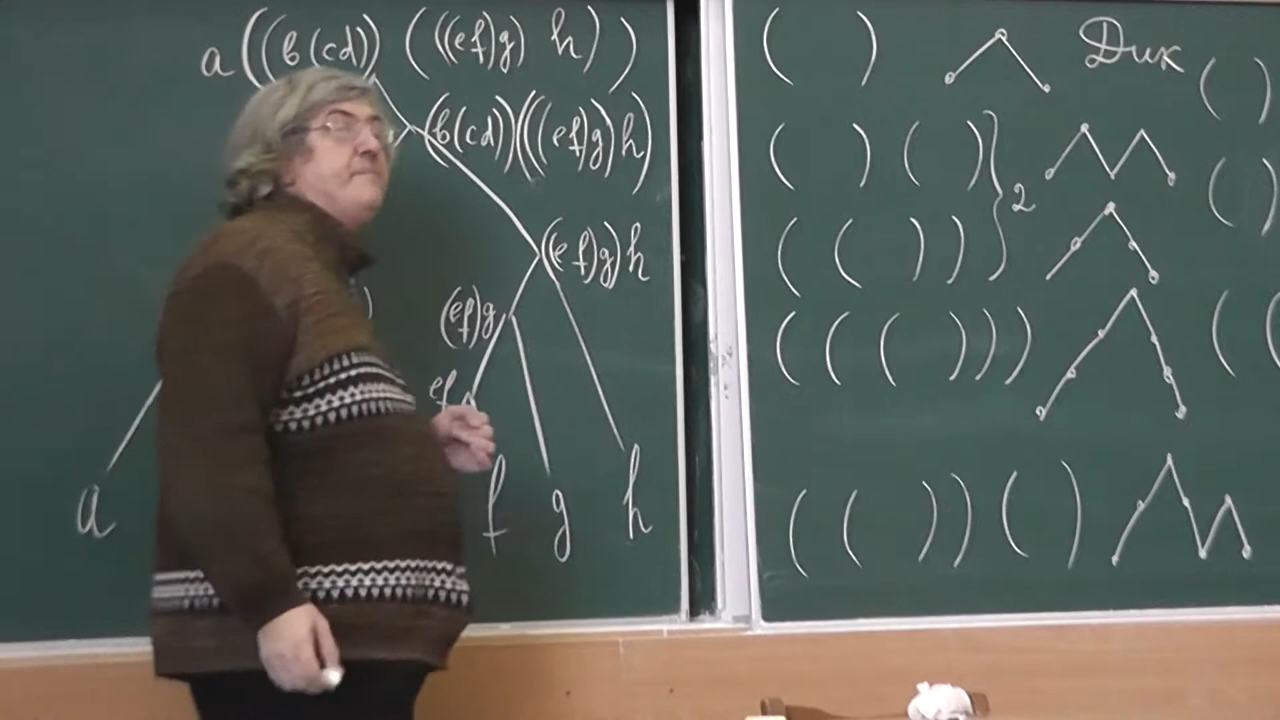 a((b(cd))(((ef)g)h))
(b(cd))(((ef)g)h)
((ef)g)h
(ef)g
)
ef
a f g h
( ) Дик ( )
( ) ( ) } 2
( )
( ( ) )
( ( ( ) ) ) ( (
( ( ) ) ( )